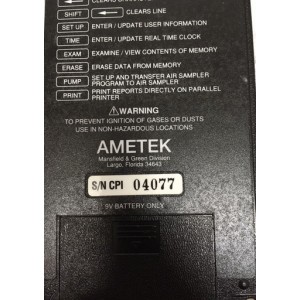 CLEARS CHARACTER
SHIFT CLEARS LINE
SET UP ENTER / UPDATE USER INFORMATION
TIME ENTER / UPDATE REAL TIME CLOCK
EXAM EXAMINE / VIEW CONTENTS OF MEMORY
ERASE ERASE DATA FROM MEMORY
PUMP SET UP AND TRANSFER AIR SAMPLER
PROGRAM TO AIR SAMPLER
PRINT PRINT REPORTS DIRECTLY ON PARALLEL
PRINTER
WARNING
TO PREVENT IGNITION OF GASES OR DUSTS
USE IN NON-HAZARDOUS LOCATIONS
AMETEK
Mansfield & Green Division
Largo, Florida 34643
S/N CPI 04077
9V BATTERY ONLY